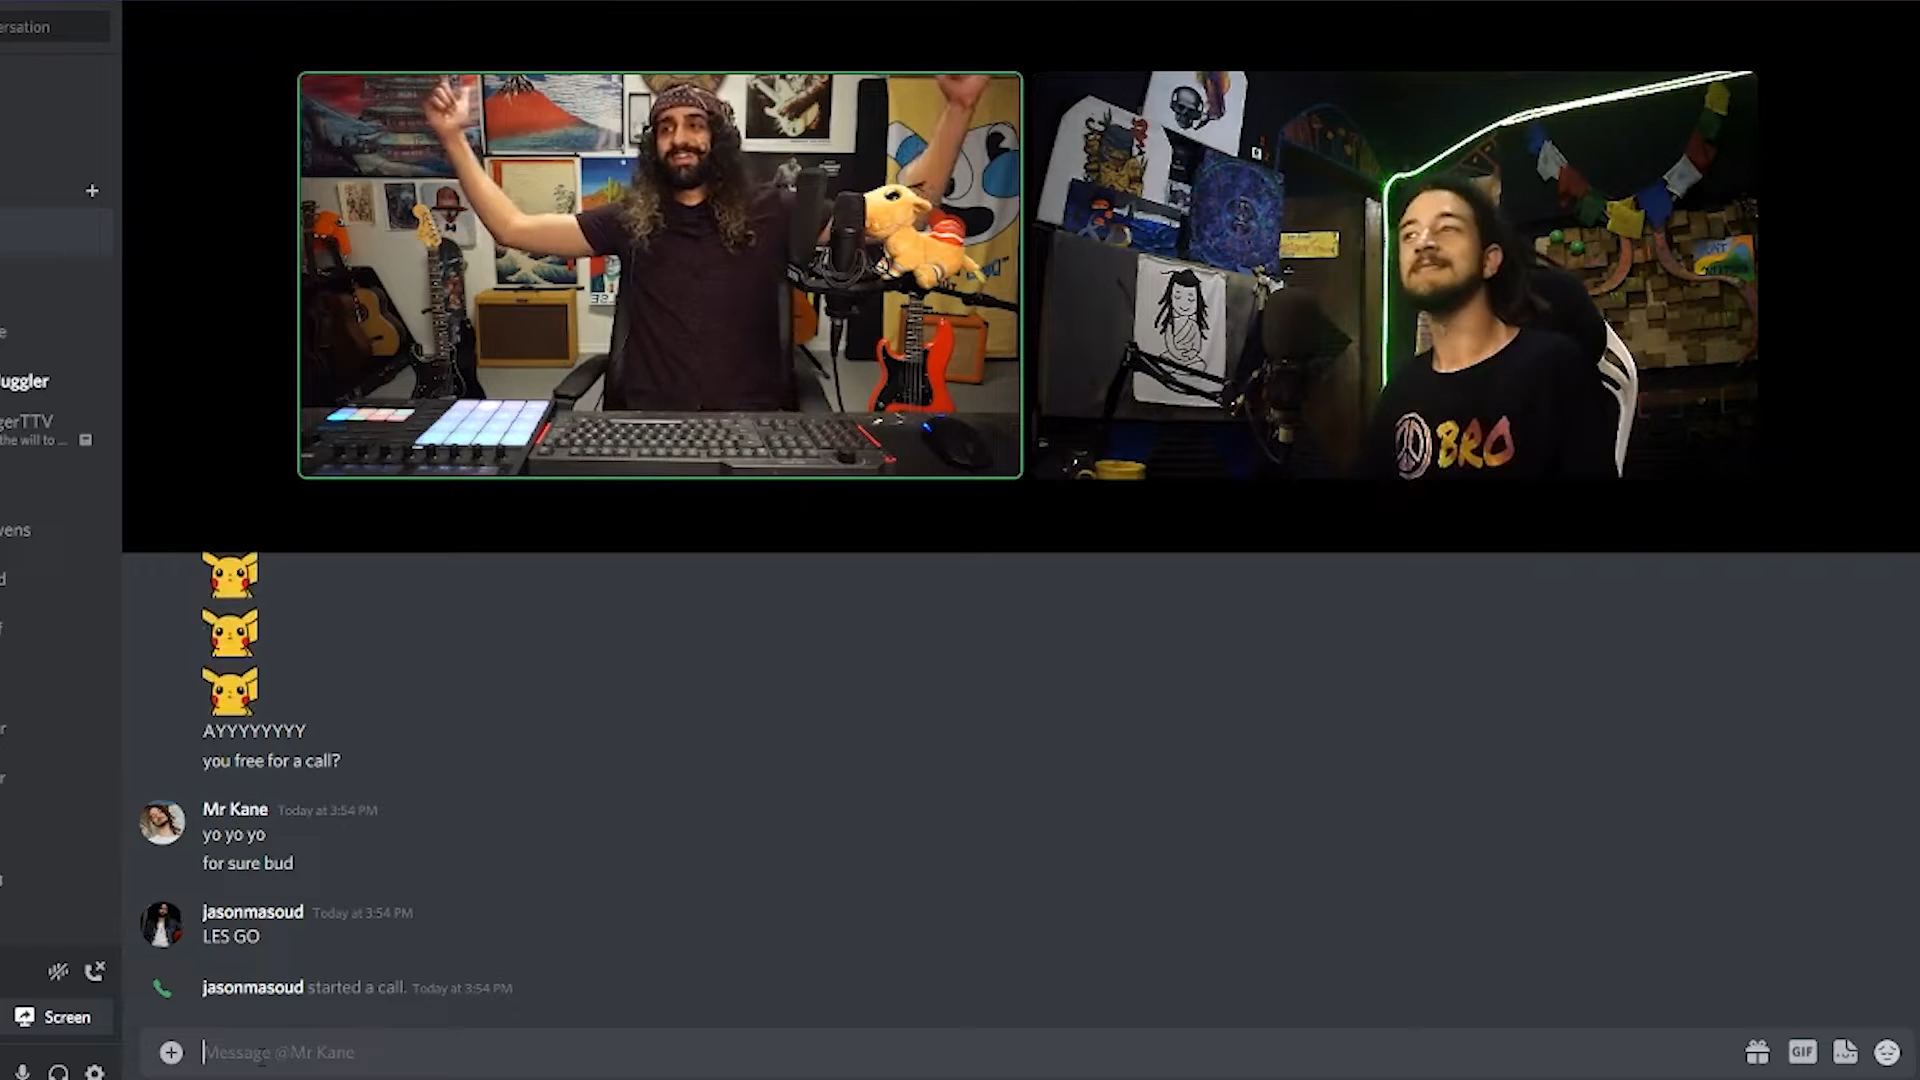 ersation
uggler
gerTTV
the will to ...
vens
BRO
AYYYYYYYY
you free for a call?
Mr Kane Today at 3:54 PM
yo yo yo
for sure bud
jasonmasoud Today at 3:54 PM
LES GO
jasonmasoud started a call. Today at 3:54 PM
Screen
Message @Mr Kane
GIF